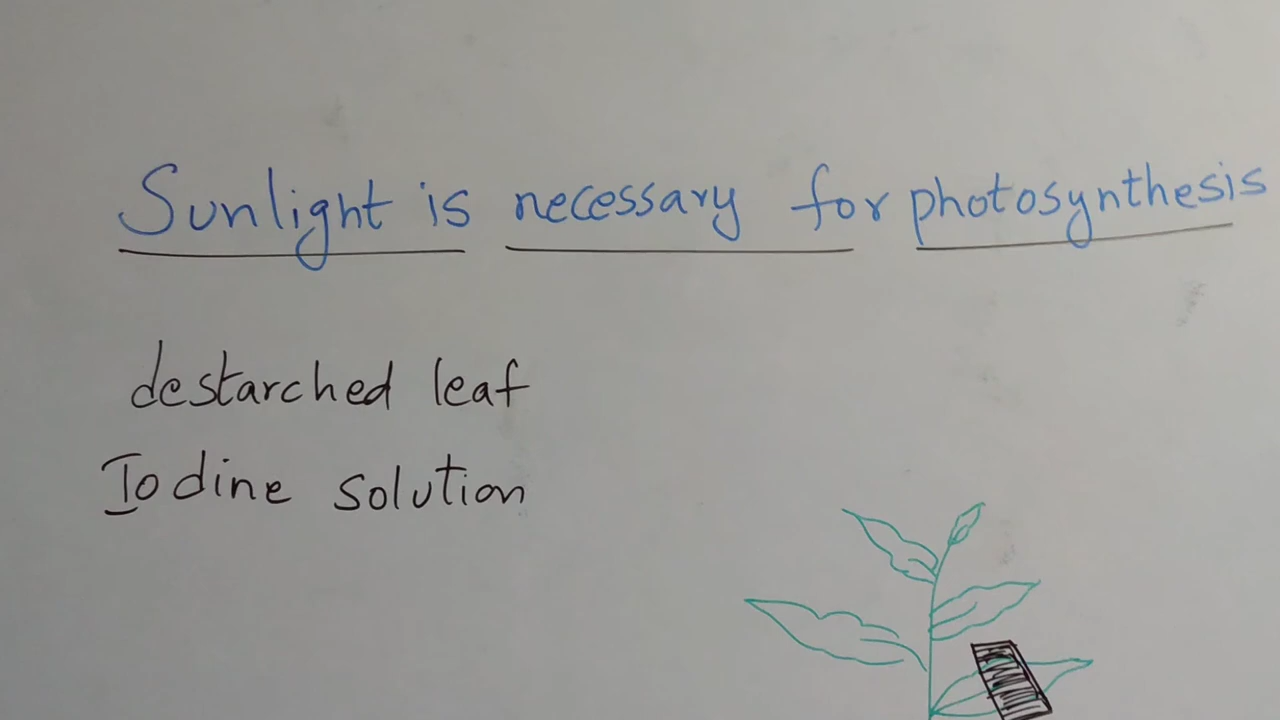 Sunlight is necessary for photosynthesis
destarched leaf
Iodine solution